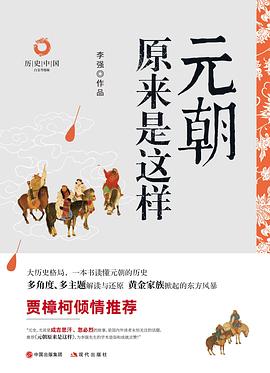 历史中国
李强◎作品
元朝
原来是这样
大历史格局，一本书读懂元朝的历史
多角度、多主题解读与还原 黄金家族掀起的东方风暴
贾樟柯倾情推荐
中国出版集团
现代出版社